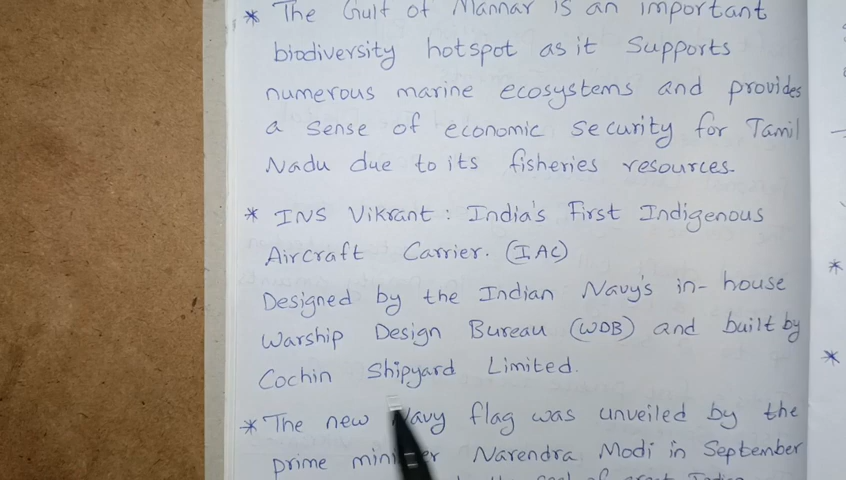 * The Gulf of Mannar is an important
biodiversity hotspot as it supports
numerous marine ecosystems and provides
a sense of economic security for Tamil
Nadu due to its fisheries resources.
* INS Vikrant : India's First Indigenous
Aircraft Carrier. (IAC)
Designed by the Indian Navy's in-house
Warship Design Bureau (WDB) and built by
Cochin Shipyard Limited.
* The new Navy flag was unveiled by the
prime minister Narendra Modi in September